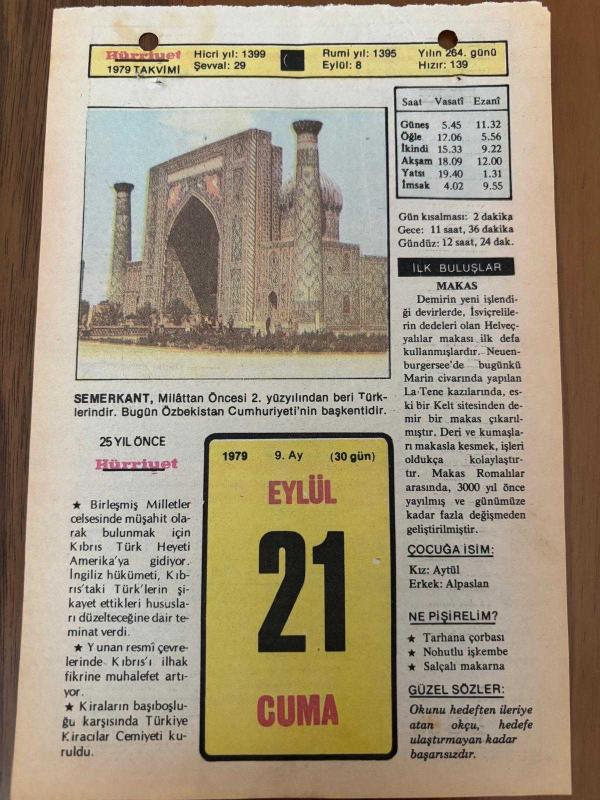 Hürriyet
1979 TAKVİMİ
Hicri yıl: 1399
Şevval: 29
Rumi yıl: 1395
Eylül: 8
Yılın 264. günü
Hızır: 139
Saat Vasatî Ezanî
Güneş 5.45 11.32
Öğle 12.06 5.56
İkindi 15.33 9.22
Akşam 18.09 12.00
Yatsı 19.40 1.31
İmsak 4.02 9.55
Gün kısalması: 2 dakika
Gece: 11 saat, 36 dakika
Gündüz: 12 saat, 24 dak.
SEMERKANT, Milâttan Öncesi 2. yüzyılından beri Türk-
lerindir. Bugün Özbekistan Cumhuriyeti'nin başkentidir.
25 YIL ÖNCE
Hürriyet
★ Birleşmiş Milletler
celsesinde müşahit ola-
rak bulunmak için
Kıbrıs Türk Heyeti
Amerika'ya gidiyor.
İngiliz hükümeti, Kıb-
rıs'taki Türk'lerin şi-
kayet ettikleri hususla-
rı düzelteceğine dair te-
minat verdi.
★ Yunan resmî çevre-
lerinde Kıbrıs'ı ilhak
fikrine muhalefet artı-
yor.
★ Kiraların başıboşlu-
ğu karşısında Türkiye
Kiracılar Cemiyeti ku-
ruldu.
1979 9. Ay (30 gün)
EYLÜL
21
CUMA
İLK BULUŞLAR
MAKAS
Demirin yeni işlendi-
ği devirlerde, İsviçrelile-
rin dedeleri olan Helveç-
yalılar makası ilk defa
kullanmışlardır. Neuen-
burgersee'de bugünkü
Marin civarında yapılan
La-Tene kazılarında, es-
ki bir Kelt sitesinden de-
mir bir makas çıkarıl-
mıştır. Deri ve kumaşla-
rı makasla kesmek, işleri
oldukça kolaylaştır-
tır. Makas Romalılar
arasında, 3000 yıl önce
yayılmış ve günümüze
kadar fazla değişmeden
geliştirilmiştir.
ÇOCUĞA İSİM:
Kız: Aytül
Erkek: Alpaslan
NE PİŞİRELİM?
★ Tarhana çorbası
★ Nohutlu işkembe
★ Salçalı makarna
GÜZEL SÖZLER:
Okunu hedeften ileriye
atan okçu, hedefe
ulaştırmayan kadar
başarısızdır.